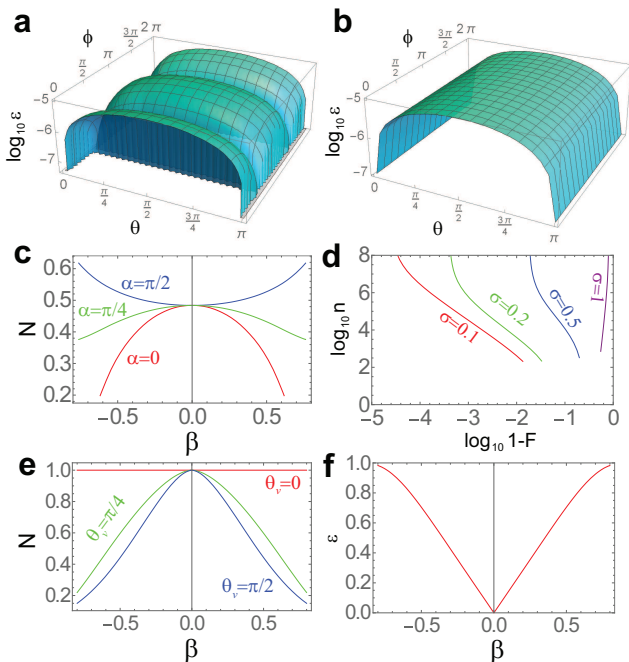 a
b
ϕ
0
π/2
π
3π/2
2 π
log₁₀ ε
−5
−6
−7
0
π/4
π/2
3π/4
π
θ
ϕ
0
π/2
π
3π/2
2 π
log₁₀ ε
−5
−6
−7
0
π/4
π/2
3π/4
π
θ
c
N
0.6
0.5
0.4
0.3
0.2
α=π/2
α=π/4
α=0
−0.5
0.0
0.5
β
d
log₁₀ n
8
6
4
2
0
σ=0.1
σ=0.2
σ=0.5
σ=1
−5
−4
−3
−2
−1
0
log₁₀ 1-F
e
N
1.0
0.8
0.6
0.4
0.2
θᵥ=0
θᵥ=π/4
θᵥ=π/2
−0.5
0.0
0.5
β
f
ε
1.0
0.8
0.6
0.4
0.2
0.0
−0.5
0.0
0.5
β